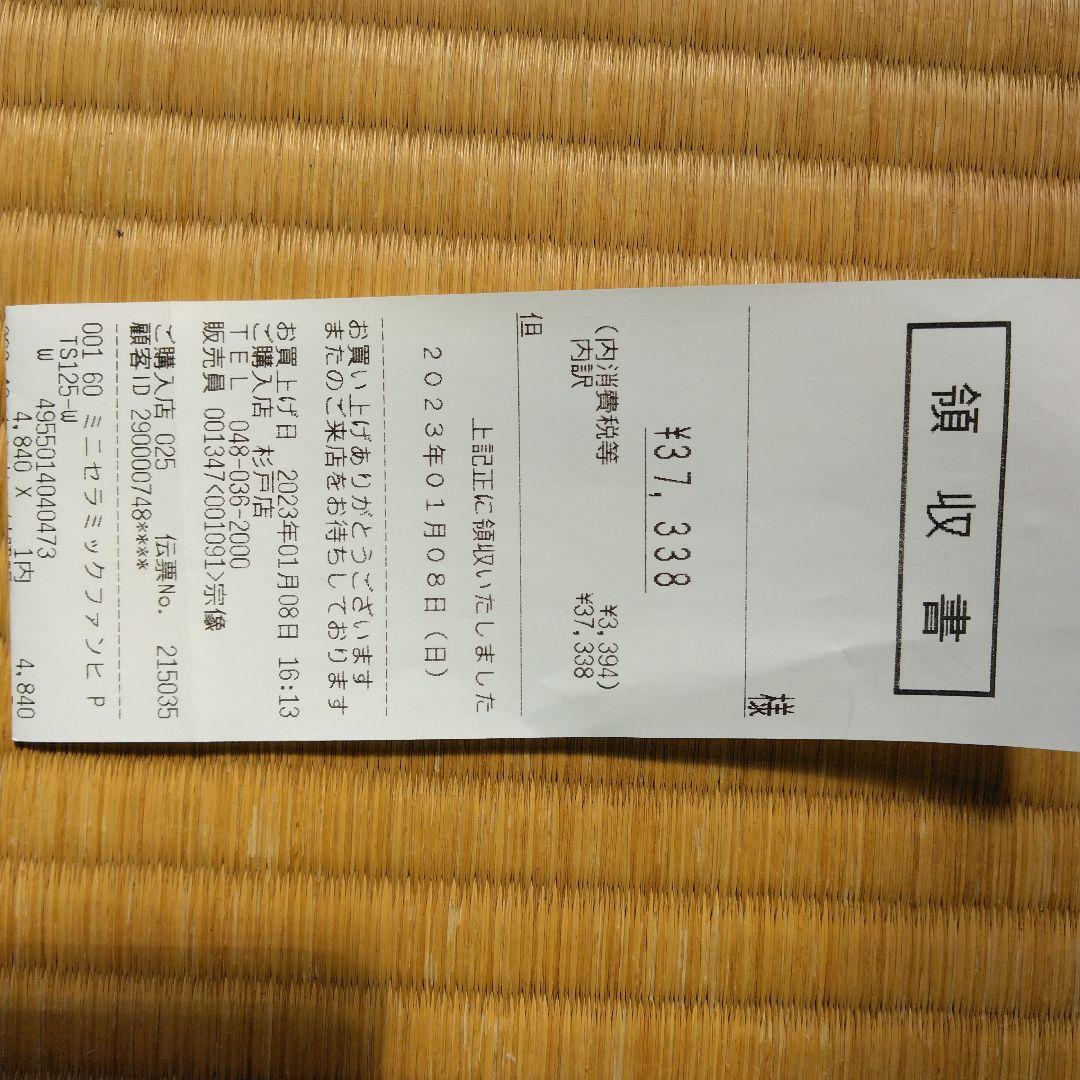 領収書
様
¥37,338
(内消費税等 ¥3,394)
内訳 ¥37,338
但
上記正に領収いたしました
2023年01月08日(日)
お買い上げありがとうございます
またのご来店をお待ちしております
お買上げ日 2023年01月08日 16:13
ご購入店 杉戸店
TEL 048-036-2000
販売員 001347<001091>宗像
ご購入店 025 伝票No. 215035
顧客ID 2900000748****
001 60 ミニセラミックファンヒ P
TS125-W
W
4955014040473
4,840 X 1内 4,840